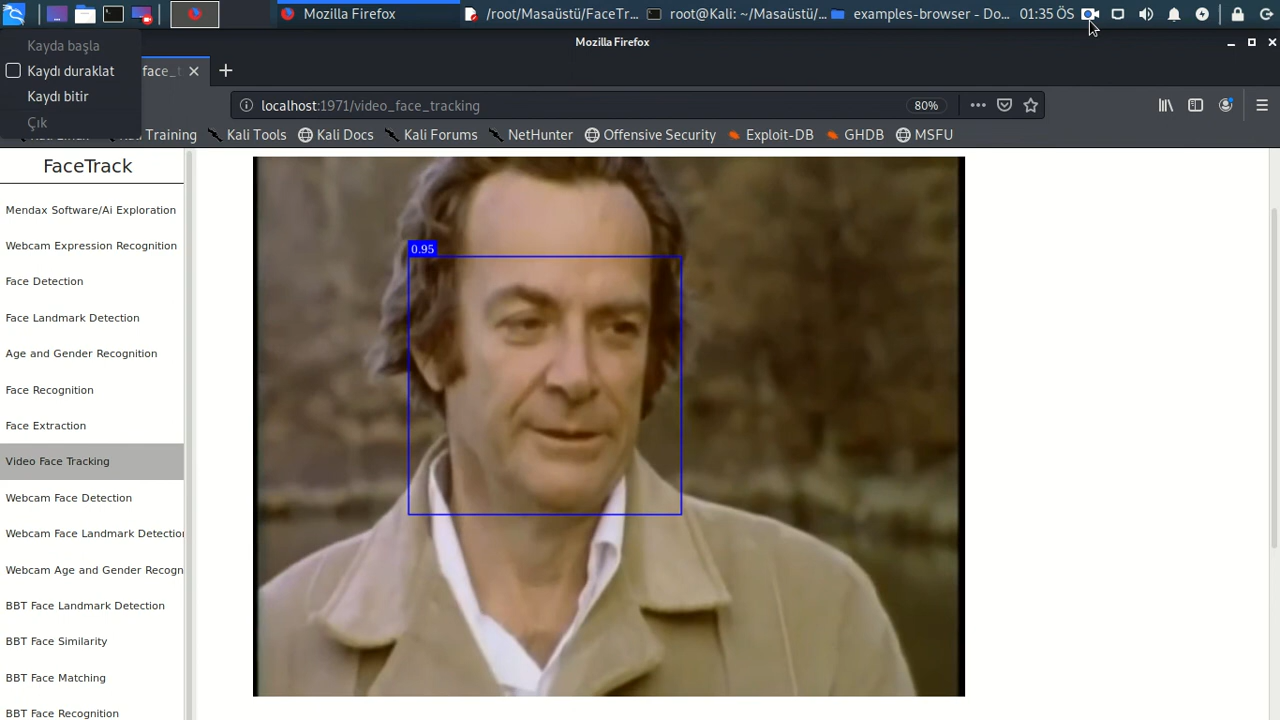 Mozilla Firefox
/root/Masaüstü/FaceTr...
root@Kali: ~/Masaüstü/...
examples-browser - Do...
01:35 ÖS
Kayda başla
Kaydı duraklat
Kaydı bitir
Çık
Mozilla Firefox
face_t
localhost:1971/video_face_tracking
80%
Training
Kali Tools
Kali Docs
Kali Forums
NetHunter
Offensive Security
Exploit-DB
GHDB
MSFU
FaceTrack
Mendax Software/Ai Exploration
Webcam Expression Recognition
Face Detection
Face Landmark Detection
Age and Gender Recognition
Face Recognition
Face Extraction
Video Face Tracking
Webcam Face Detection
Webcam Face Landmark Detection
Webcam Age and Gender Recogn
BBT Face Landmark Detection
BBT Face Similarity
BBT Face Matching
BBT Face Recognition
0.95